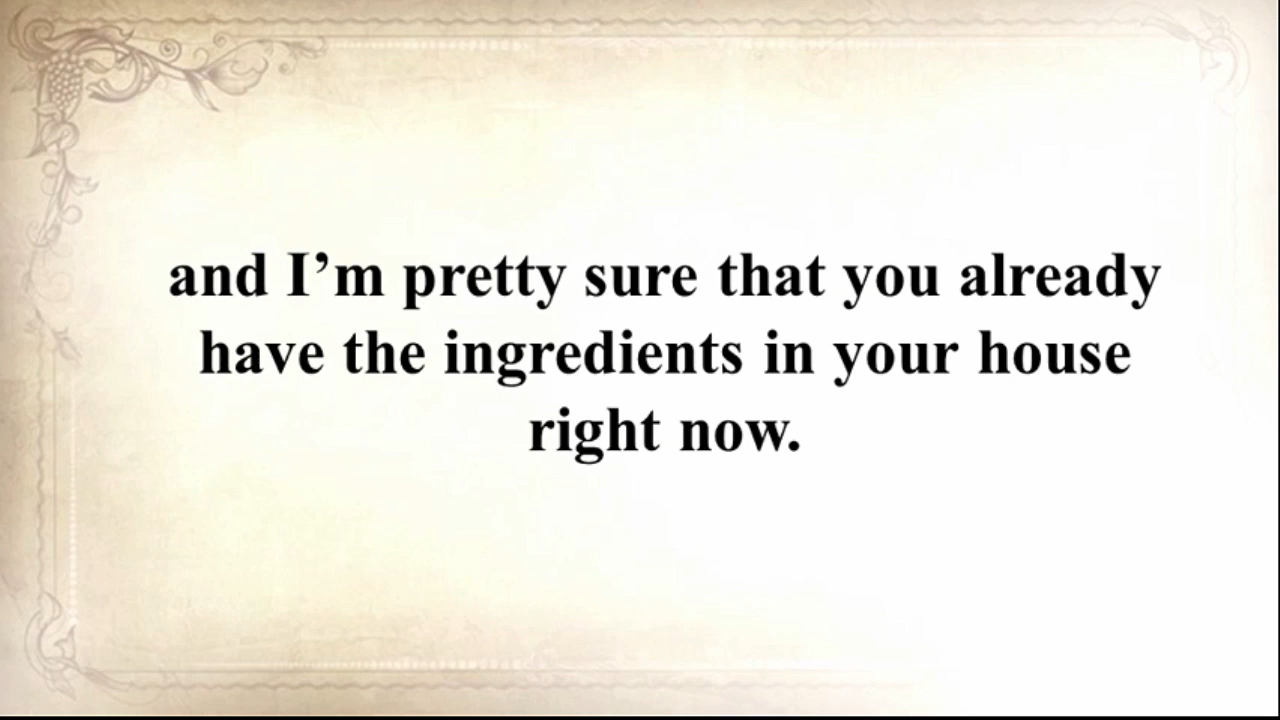 and I’m pretty sure that you already
have the ingredients in your house
right now.